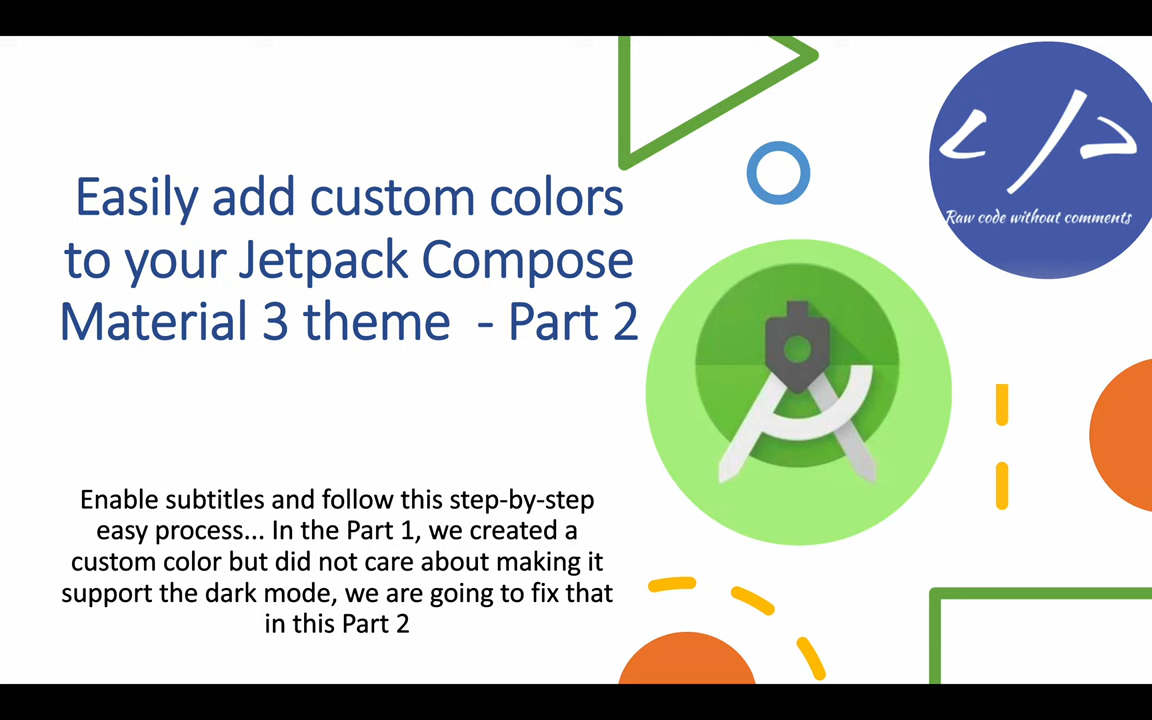 Easily add custom colors
to your Jetpack Compose
Material 3 theme - Part 2
Raw code without comments
Enable subtitles and follow this step-by-step
easy process... In the Part 1, we created a
custom color but did not care about making it
support the dark mode, we are going to fix that
in this Part 2